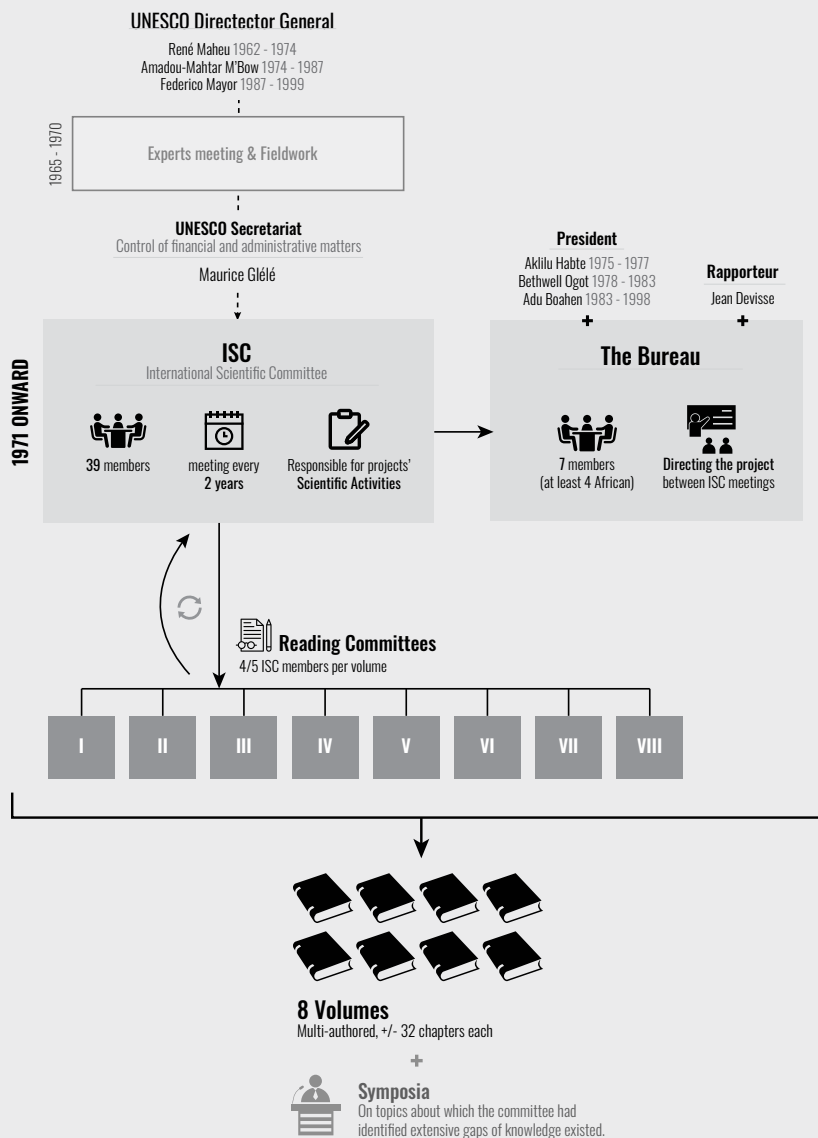 UNESCO Directector General
René Maheu 1962 - 1974
Amadou-Mahtar M'Bow 1974 - 1987
Federico Mayor 1987 - 1999
1965 - 1970
Experts meeting & Fieldwork
UNESCO Secretariat
Control of financial and administrative matters
Maurice Glélé
President
Aklilu Habte 1975 - 1977
Bethwell Ogot 1978 - 1983
Adu Boahen 1983 - 1998
Rapporteur
Jean Devisse
1971 ONWARD
ISC
International Scientific Committee
39 members
meeting every
2 years
Responsible for projects'
Scientific Activities
The Bureau
7 members
(at least 4 African)
Directing the project
between ISC meetings
Reading Committees
4/5 ISC members per volume
I II III IV V VI VII VIII
8 Volumes
Multi-authored, +/- 32 chapters each
Symposia
On topics about which the committee had
identified extensive gaps of knowledge existed.